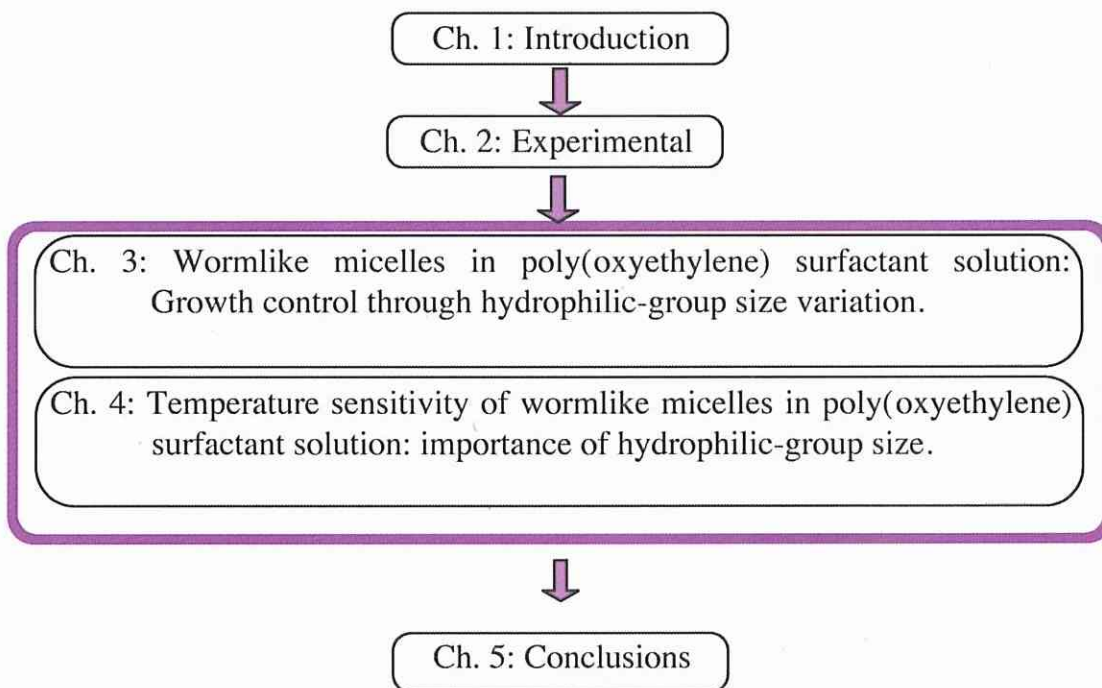 Ch. 1: Introduction
Ch. 2: Experimental
Ch. 3: Wormlike micelles in poly(oxyethylene) surfactant solution:
Growth control through hydrophilic-group size variation.
Ch. 4: Temperature sensitivity of wormlike micelles in poly(oxyethylene)
surfactant solution: importance of hydrophilic-group size.
Ch. 5: Conclusions